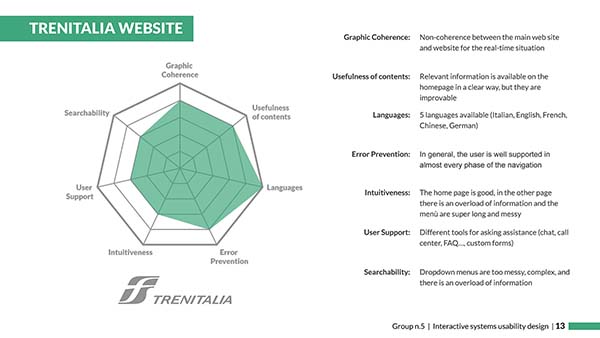 TRENITALIA WEBSITE
Graphic
Coherence
Usefulness
of contents
Languages
Error
Prevention
Intuitiveness
User
Support
Searchability
TRENITALIA
Graphic Coherence: Non-coherence between the main web site
and website for the real-time situation
Usefulness of contents: Relevant information is available on the
homepage in a clear way, but they are
improvable
Languages: 5 languages available (Italian, English, French,
Chinese, German)
Error Prevention: In general, the user is well supported in
almost every phase of the navigation
Intuitiveness: The home page is good, in the other page
there is an overload of information and the
menù are super long and messy
User Support: Different tools for asking assistance (chat, call
center, FAQ..., custom forms)
Searchability: Dropdown menus are too messy, complex, and
there is an overload of information
Group n.5 | Interactive systems usability design | 13